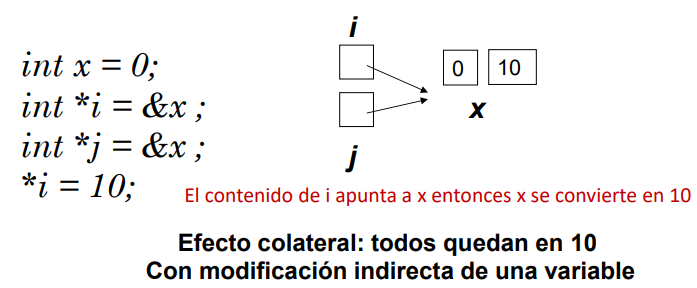 int x = 0;
int *i = &x ;
int *j = &x ;
*i = 10;
i
0 10
x
j
El contenido de i apunta a x entonces x se convierte en 10
Efecto colateral: todos quedan en 10
Con modificación indirecta de una variable